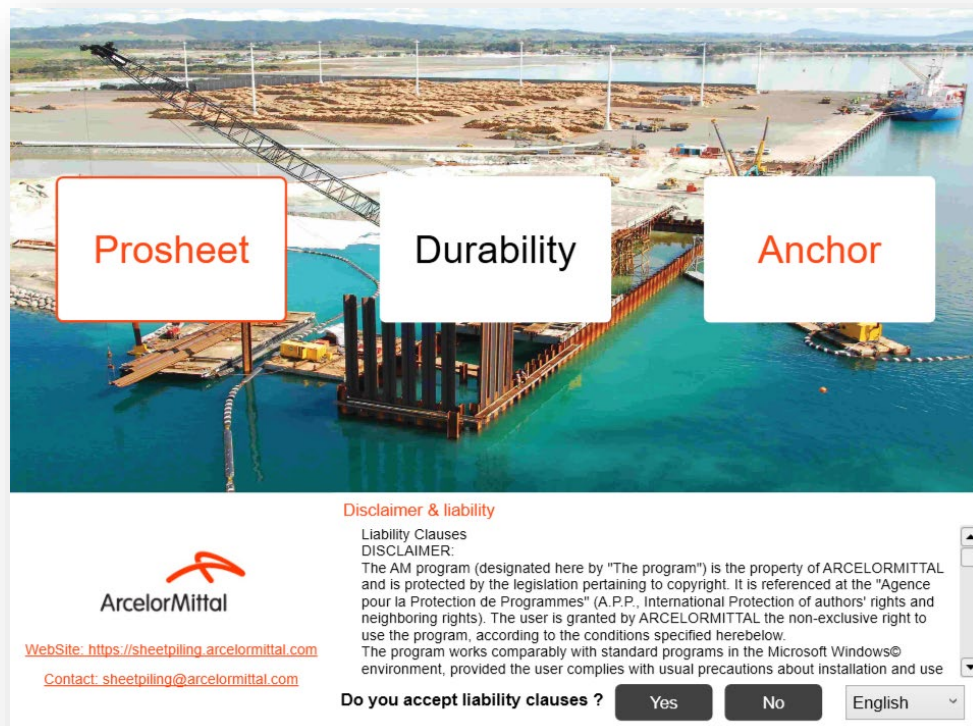 Prosheet
Durability
Anchor
Disclaimer & liability
Liability Clauses
DISCLAIMER:
The AM program (designated here by "The program") is the property of ARCELORMITTAL
and is protected by the legislation pertaining to copyright. It is referenced at the "Agence
pour la Protection de Programmes" (A.P.P., International Protection of authors' rights and
neighboring rights). The user is granted by ARCELORMITTAL the non-exclusive right to
use the program, according to the conditions specified herebelow.
The program works comparably with standard programs in the Microsoft Windows©
environment, provided the user complies with usual precautions about installation and use
ArcelorMittal
WebSite: https://sheetpiling.arcelormittal.com
Contact: sheetpiling@arcelormittal.com
Do you accept liability clauses ?
Yes
No
English